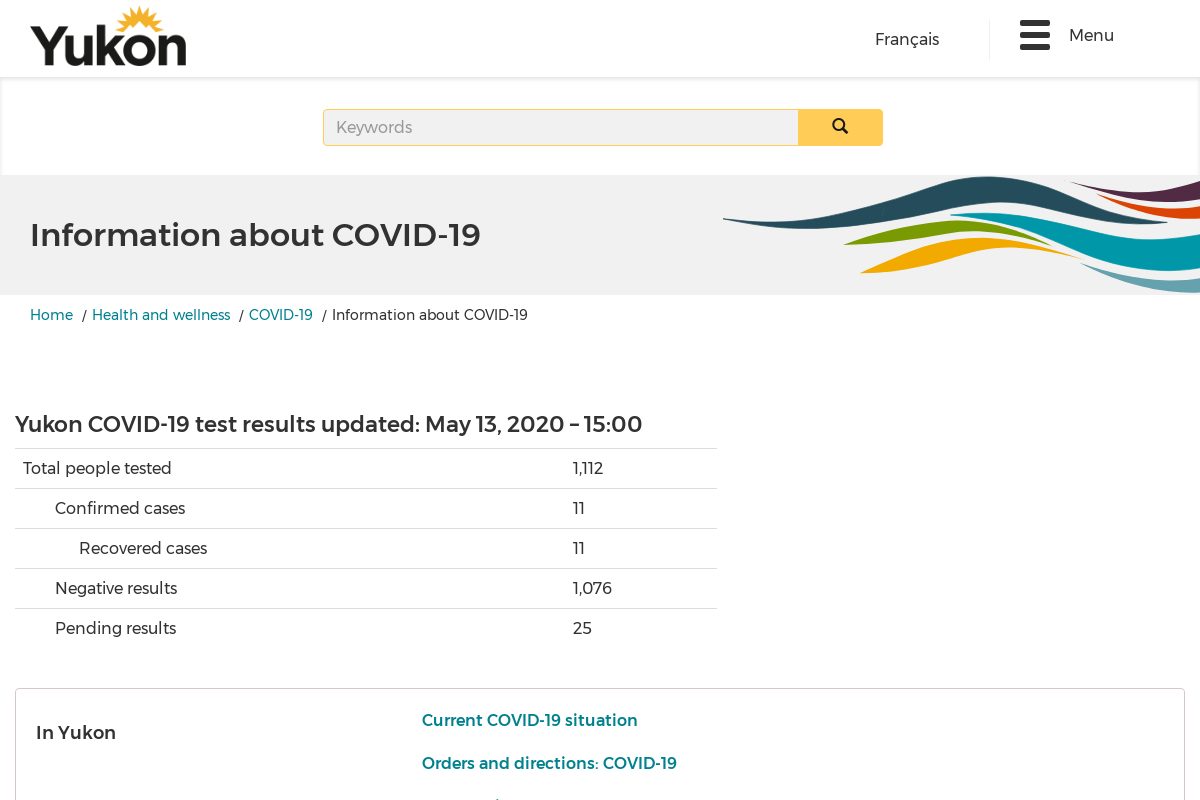 Yukon
Français
Menu
Keywords
Information about COVID-19
Home / Health and wellness / COVID-19 / Information about COVID-19
Yukon COVID-19 test results updated: May 13, 2020 – 15:00
Total people tested 1,112
Confirmed cases 11
Recovered cases 11
Negative results 1,076
Pending results 25
In Yukon
Current COVID-19 situation
Orders and directions: COVID-19